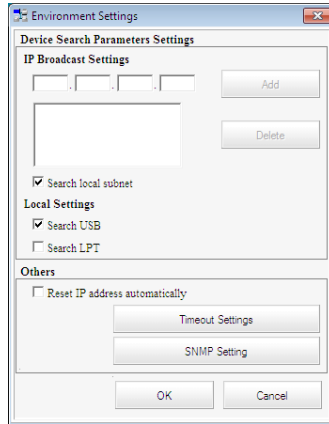 Environment Settings
Device Search Parameters Settings
IP Broadcast Settings
. . .
Add
Delete
Search local subnet
Local Settings
Search USB
Search LPT
Others
Reset IP address automatically
Timeout Settings
SNMP Setting
OK Cancel